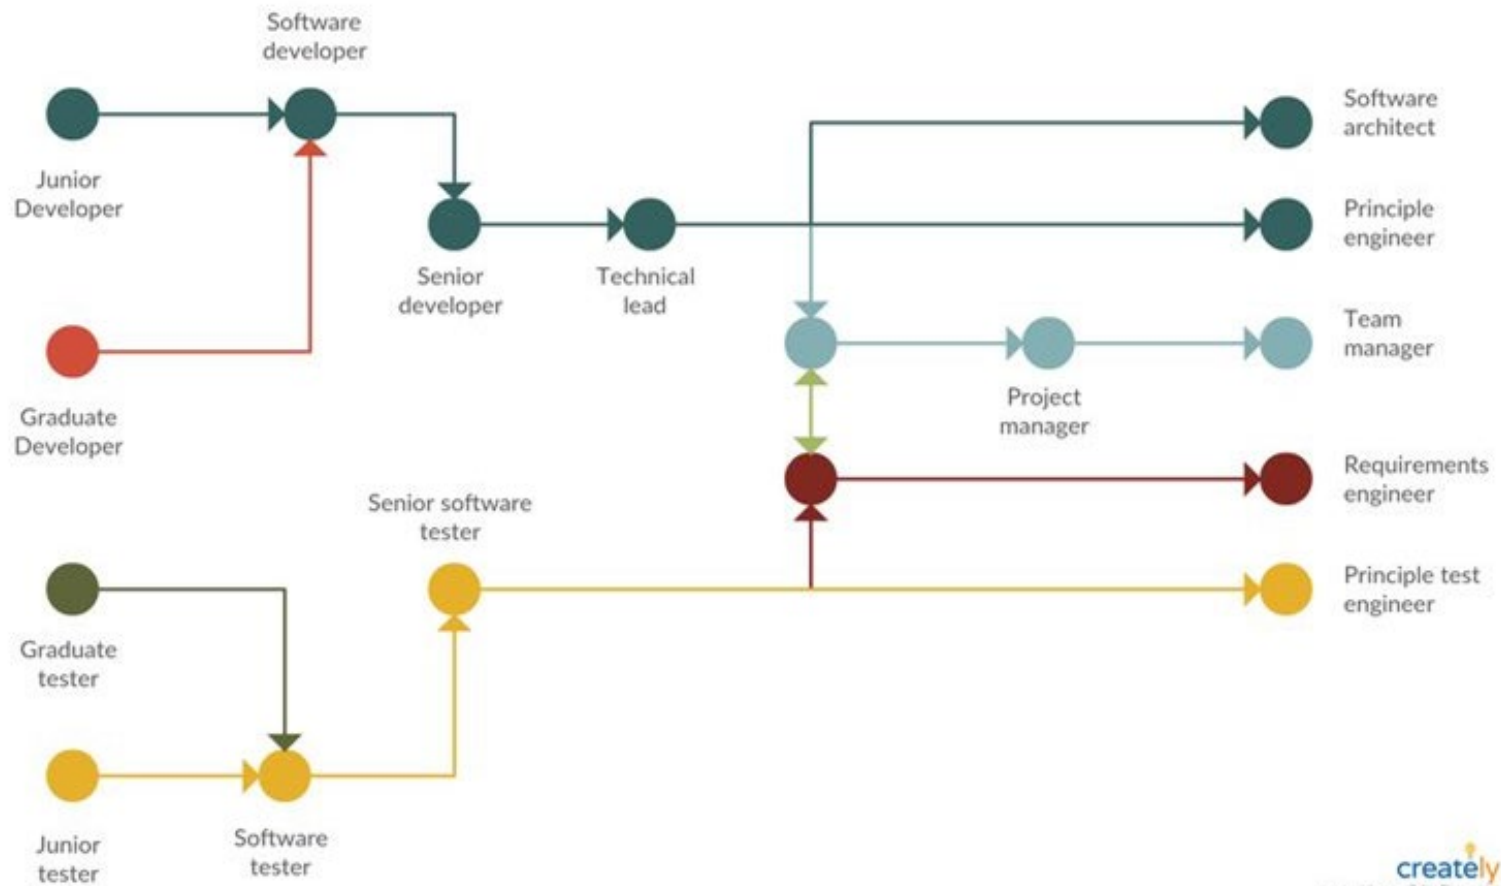 Software
developer
Junior
Developer
Software
architect
Principle
engineer
Senior
developer
Technical
lead
Team
manager
Graduate
Developer
Project
manager
Requirements
engineer
Senior software
tester
Principle test
engineer
Graduate
tester
Junior
tester
Software
tester
creately